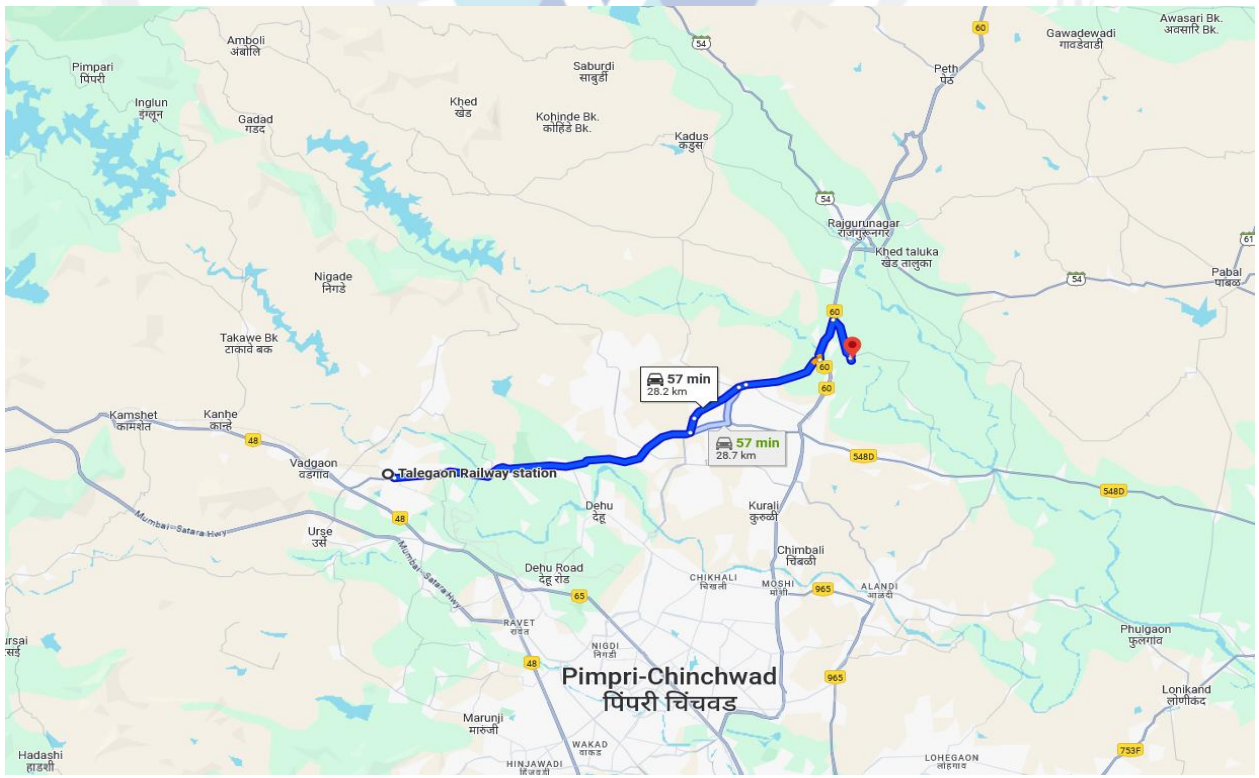 Awasari Bk.
अवसारि बु.
Gawadewadi
गावडेवाडी
60
Amboli
अंबोलि
54
Pimpari
पिंपरी
Saburdi
साबुर्डी
Peth
पेठ
Inglun
इंग्लून
Khed
खेड
Gadad
गडद
Kohinde Bk.
कोहिंडे Bk.
Kadus
कडुस
54
Rajgurunagar
राजगुरूनगर
61
Khed taluka
खेड तालुका
Nigade
निगडे
54
Pabal
पाबळ
60
Takawe Bk
टाकावे बक
60
57 min
28.2 km
60
Kamshet
कामशेत
Kanhe
कान्हे
48
57 min
28.7 km
548D
Vadgaon
वडगाव
Talegaon Railway station
548D
Dehu
देहू
Kurali
कुरुळी
48
Mumbai - Satara Hwy
Urse
उर्से
Mumbai - Satara Hwy
Chimbali
चिंबळी
Dehu Road
देहू रोड
CHIKHALI
चिखली
MOSHI
मोशी
965
ALANDI
आळंदी
65
RAVET
रावेत
Phulgaon
फुलगाव
ursai
NIGDI
निगडी
48
Pimpri-Chinchwad
पिंपरी चिंचवड
965
Lonikand
लोणीकंद
Marunji
मारुंजी
WAKAD
वाकड
753F
Hadashi
हाडशी
HINJAWADI
हिंजवडी
LOHEGAON
लोहगाव